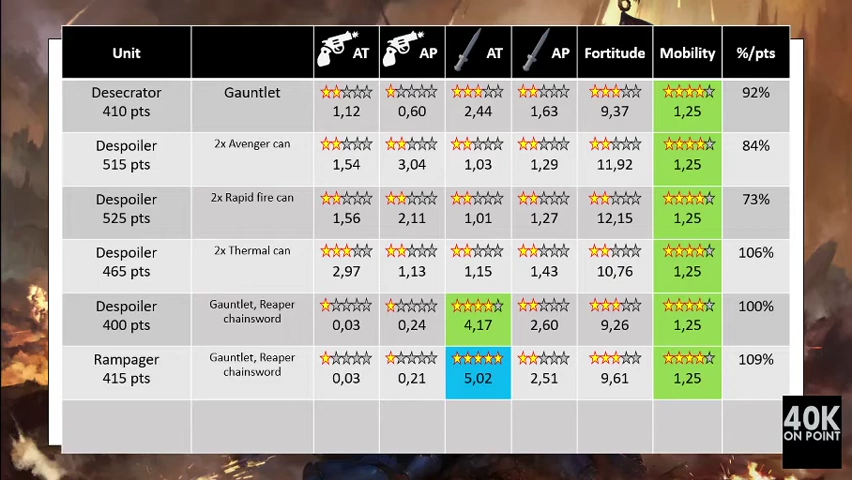 Unit AT AP AT AP Fortitude Mobility %/pts
Desecrator Gauntlet 92%
410 pts 1,12 0,60 2,44 1,63 9,37 1,25
Despoiler 2x Avenger can 84%
515 pts 1,54 3,04 1,03 1,29 11,92 1,25
Despoiler 2x Rapid fire can 73%
525 pts 1,56 2,11 1,01 1,27 12,15 1,25
Despoiler 2x Thermal can 106%
465 pts 2,97 1,13 1,15 1,43 10,76 1,25
Despoiler Gauntlet, Reaper 100%
400 pts chainsword 0,03 0,24 4,17 2,60 9,26 1,25
Rampager Gauntlet, Reaper 109%
415 pts chainsword 0,03 0,21 5,02 2,51 9,61 1,25
40K
ON POINT